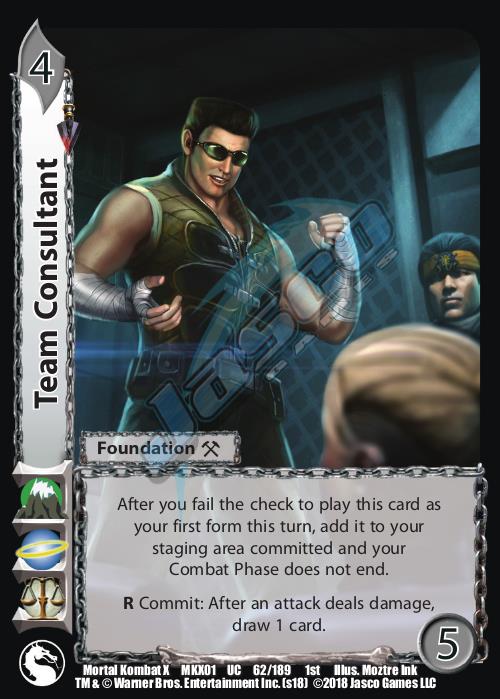 4
Team Consultant
Jasco
GAMES
Foundation
After you fail the check to play this card as
your first form this turn, add it to your
staging area committed and your
Combat Phase does not end.
R Commit: After an attack deals damage,
draw 1 card.
5
Mortal Kombat X MKX01 UC 62/189 1st Illus. Moztre Ink
TM & © Warner Bros. Entertainment Inc. (s18) ©2018 Jasco Games LLC